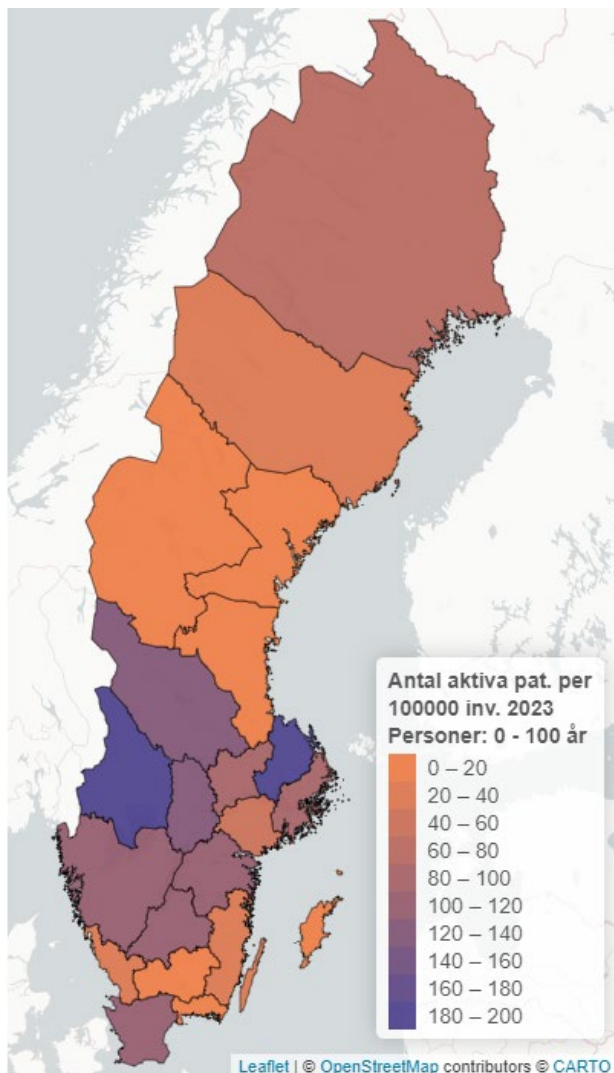 Antal aktiva pat. per
100000 inv. 2023
Personer: 0 - 100 år
0 – 20
20 – 40
40 – 60
60 – 80
80 – 100
100 – 120
120 – 140
140 – 160
160 – 180
180 – 200
Leaflet | © OpenStreetMap contributors © CARTO